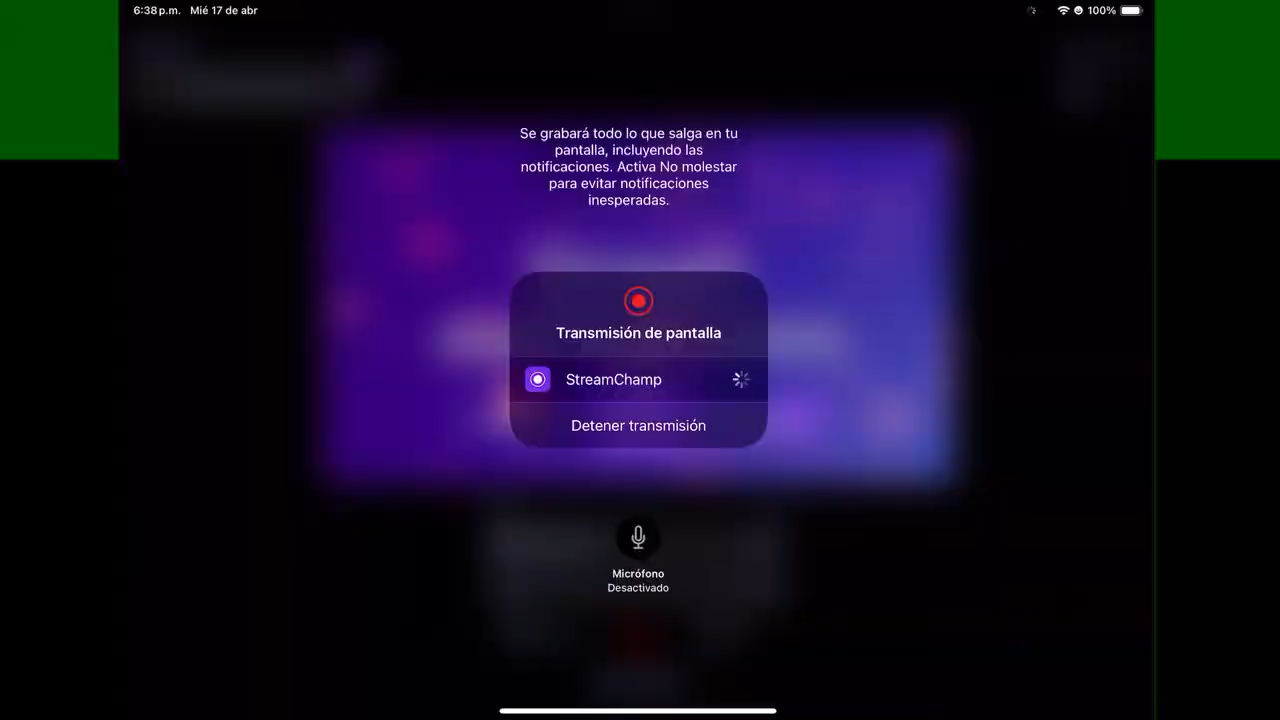 6:38 p.m. Mié 17 de abr
100%
Se grabará todo lo que salga en tu
pantalla, incluyendo las
notificaciones. Activa No molestar
para evitar notificaciones
inesperadas.
Transmisión de pantalla
StreamChamp
Detener transmisión
Micrófono
Desactivado